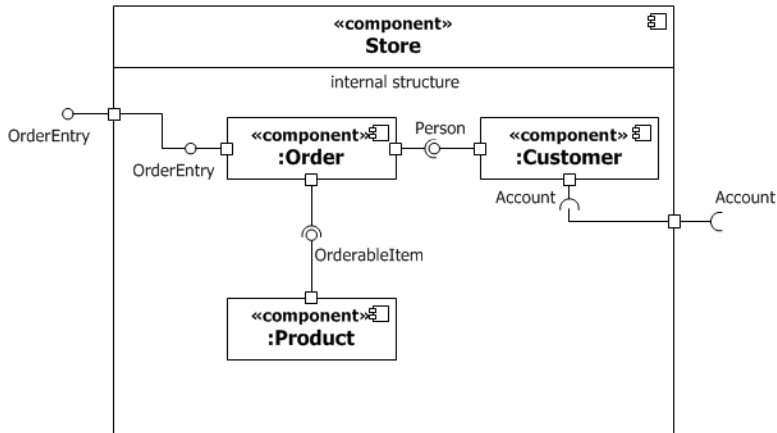 «component»
Store
internal structure
OrderEntry
OrderEntry
«component»
:Order
Person
«component»
:Customer
Account
Account
OrderableItem
«component»
:Product